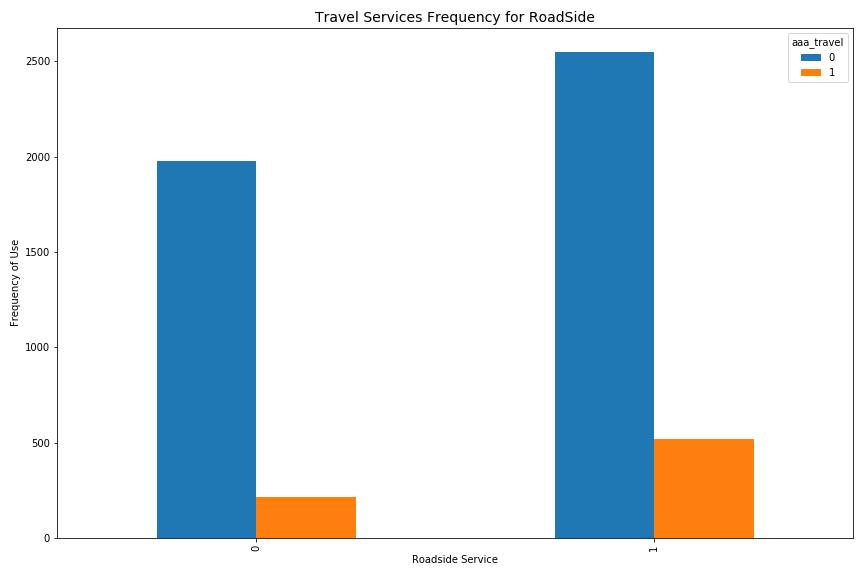 Travel Services Frequency for RoadSide
aaa_travel
0
1
2500
2000
1500
1000
500
0
Frequency of Use
0
1
Roadside Service